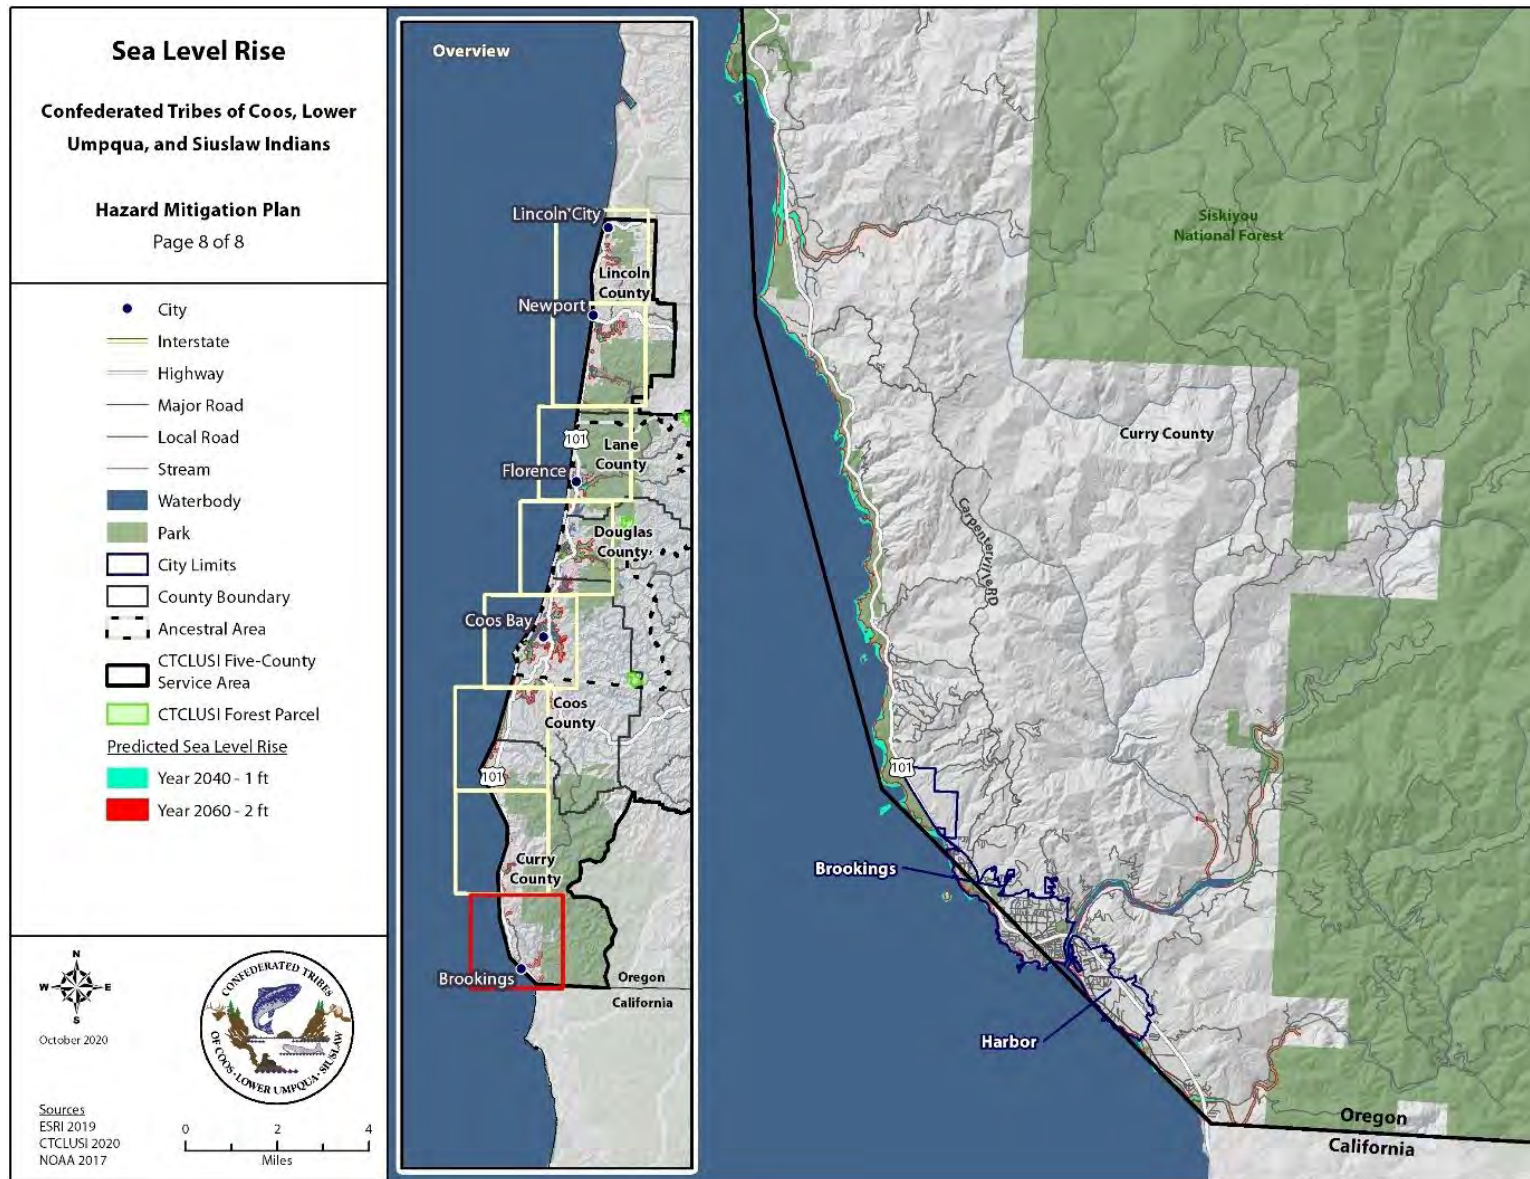 Sea Level Rise
Confederated Tribes of Coos, Lower
Umpqua, and Siuslaw Indians
Hazard Mitigation Plan
Page 8 of 8
City
Interstate
Highway
Major Road
Local Road
Stream
Waterbody
Park
City Limits
County Boundary
Ancestral Area
CTCLUSI Five-County
Service Area
CTCLUSI Forest Parcel
Predicted Sea Level Rise
Year 2040 - 1 ft
Year 2060 - 2 ft
N
W E
S
October 2020
CONFEDERATED TRIBES
OF COOS · LOWER UMPQUA · SIUSLAW
Sources
ESRI 2019
CTCLUSI 2020
NOAA 2017
0 2 4
Miles
Overview
Lincoln City
Lincoln
County
Newport
101
Lane
County
Florence
Douglas
County
Coos Bay
Coos
County
101
Curry
County
Brookings
Oregon
California
Siskiyou
National Forest
Curry County
Carpenterville RD
101
Brookings
Harbor
Oregon
California